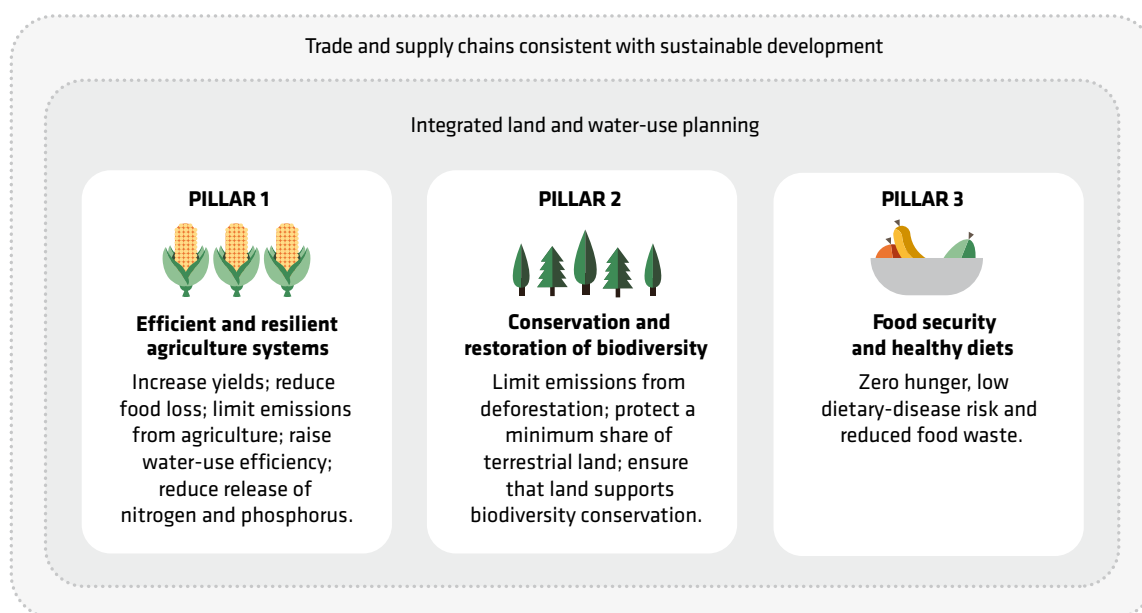 Trade and supply chains consistent with sustainable development
Integrated land and water-use planning
PILLAR 1
Efficient and resilient
agriculture systems
Increase yields; reduce
food loss; limit emissions
from agriculture; raise
water-use efficiency;
reduce release of
nitrogen and phosphorus.
PILLAR 2
Conservation and
restoration of biodiversity
Limit emissions from
deforestation; protect a
minimum share of
terrestrial land; ensure
that land supports
biodiversity conservation.
PILLAR 3
Food security
and healthy diets
Zero hunger, low
dietary-disease risk and
reduced food waste.